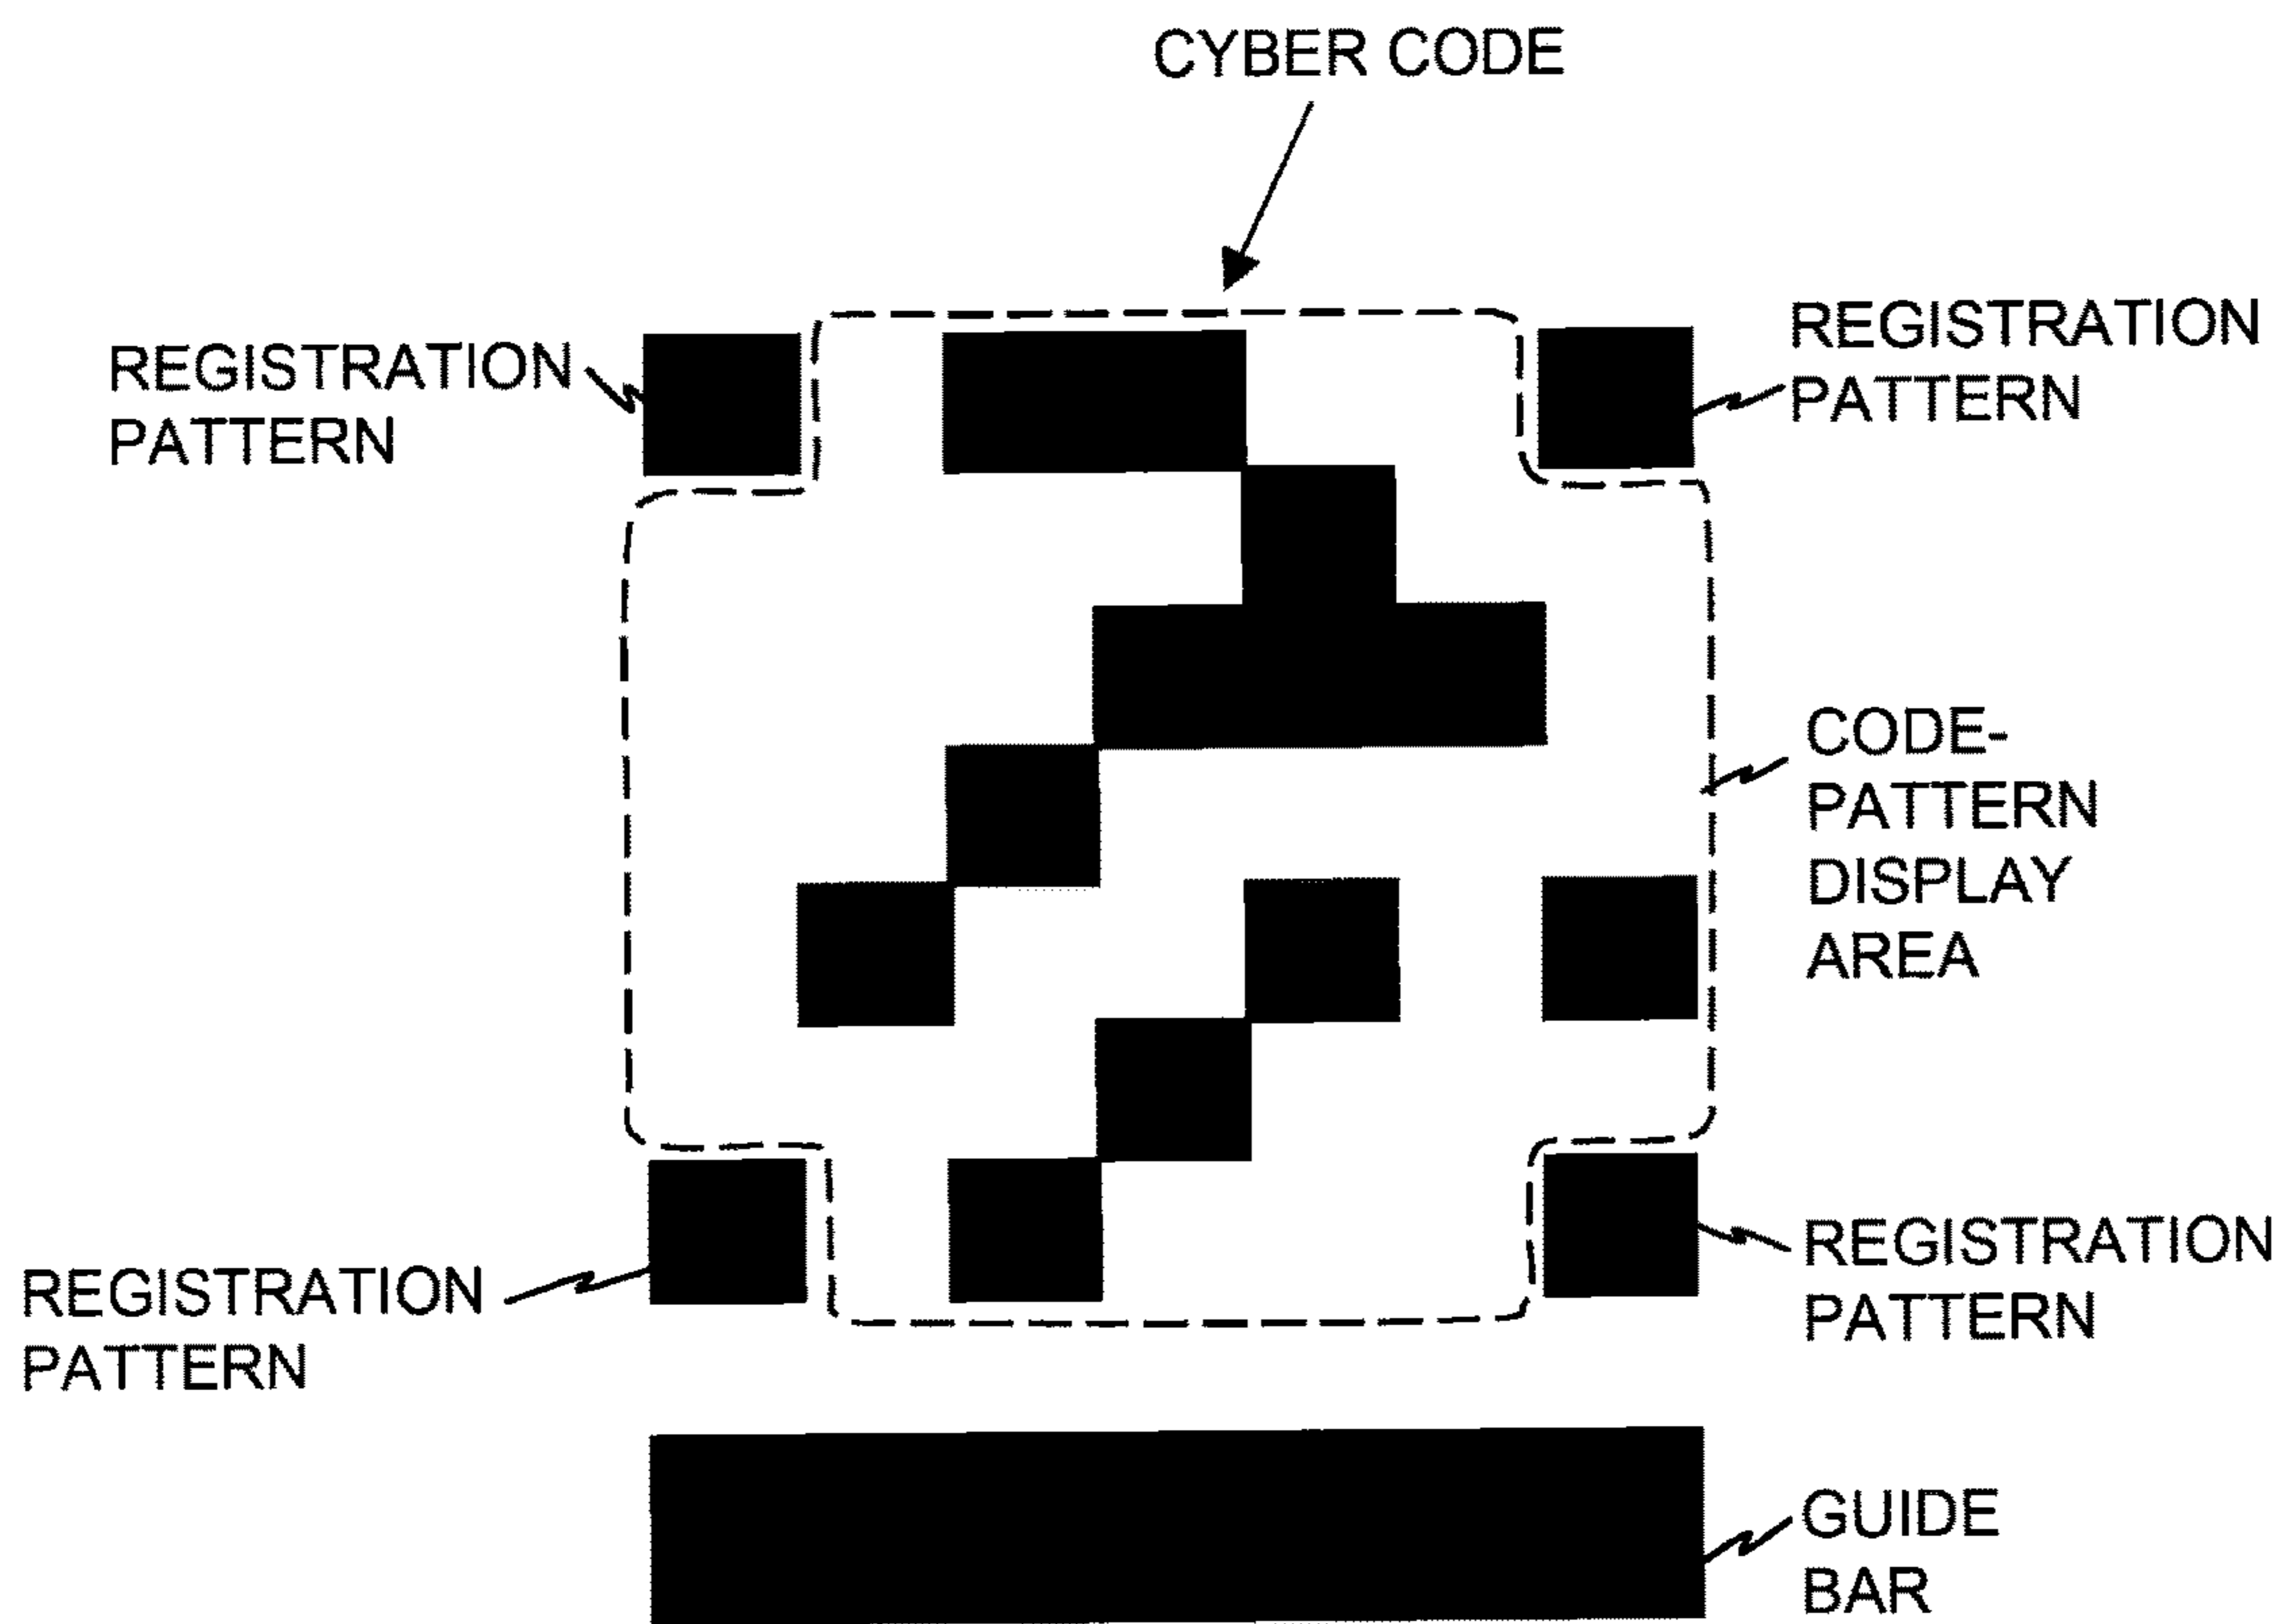 CYBER CODE
REGISTRATION
PATTERN
REGISTRATION
PATTERN
CODE-
PATTERN
DISPLAY
AREA
REGISTRATION
PATTERN
REGISTRATION
PATTERN
GUIDE
BAR